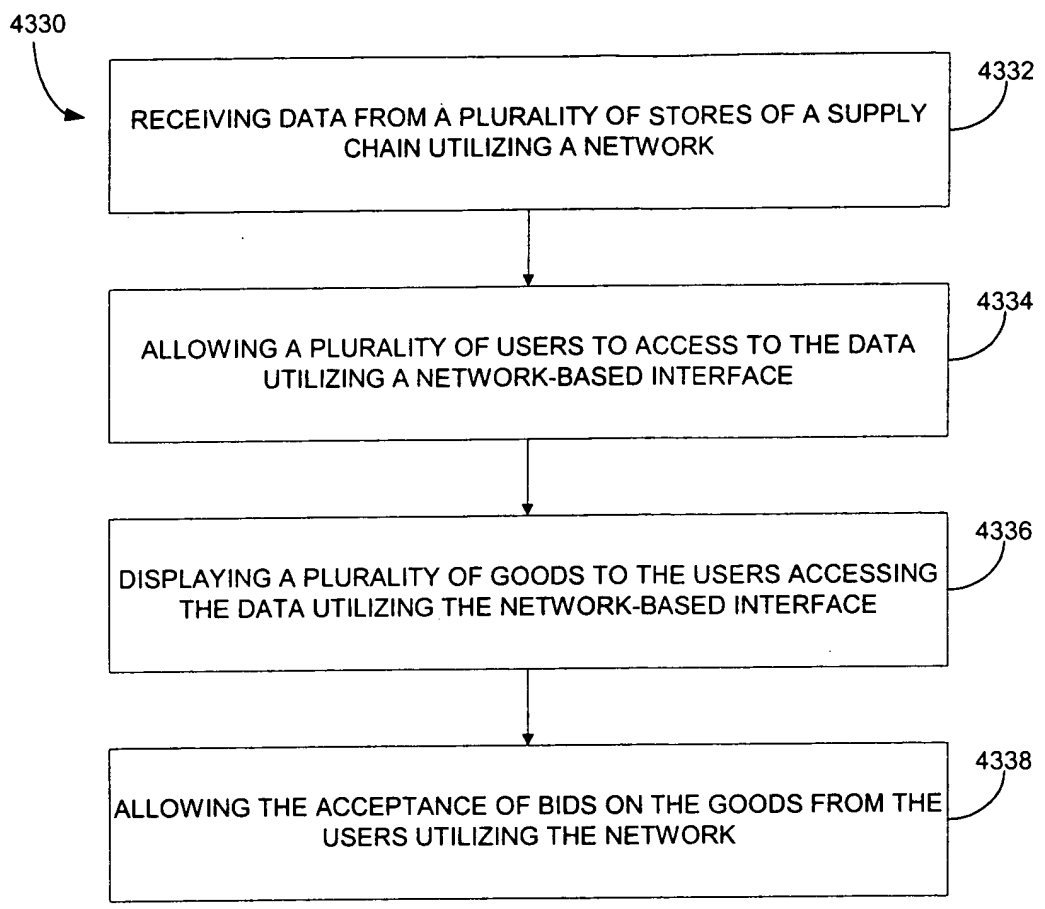 4330
4332
RECEIVING DATA FROM A PLURALITY OF STORES OF A SUPPLY
CHAIN UTILIZING A NETWORK
4334
ALLOWING A PLURALITY OF USERS TO ACCESS TO THE DATA
UTILIZING A NETWORK-BASED INTERFACE
4336
DISPLAYING A PLURALITY OF GOODS TO THE USERS ACCESSING
THE DATA UTILIZING THE NETWORK-BASED INTERFACE
4338
ALLOWING THE ACCEPTANCE OF BIDS ON THE GOODS FROM THE
USERS UTILIZING THE NETWORK